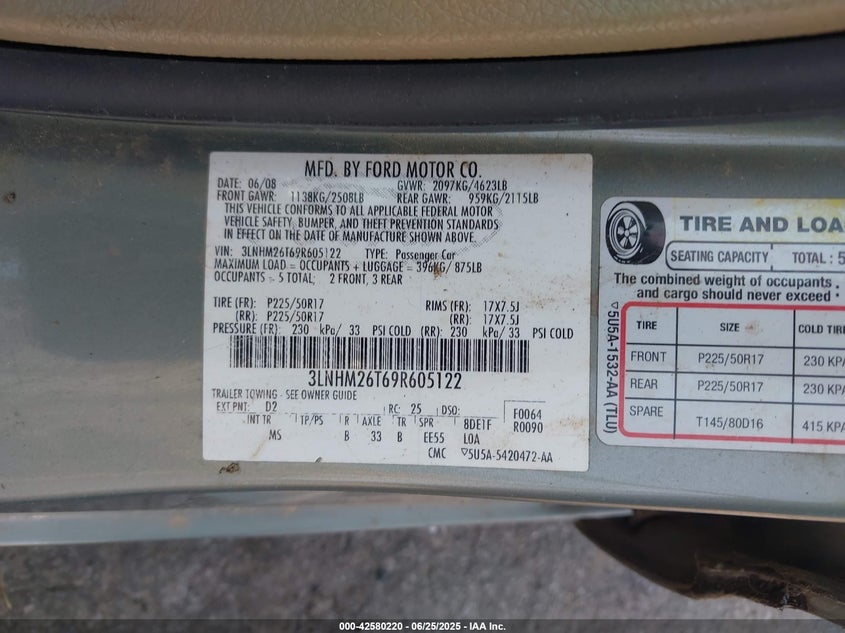 MFD. BY FORD MOTOR CO.
DATE: 06/08 GVWR: 2097KG/4623LB
FRONT GAWR: 1138KG/2508LB REAR GAWR: 959KG/2115LB
THIS VEHICLE CONFORMS TO ALL APPLICABLE FEDERAL MOTOR
VEHICLE SAFETY, BUMPER, AND THEFT PREVENTION STANDARDS
IN EFFECT ON THE DATE OF MANUFACTURE SHOWN ABOVE.
VIN: 3LNHM26T69R605122 TYPE: Passenger Car
MAXIMUM LOAD = OCCUPANTS + LUGGAGE = 396KG/ 875LB
OCCUPANTS = 5 TOTAL; 2 FRONT, 3 REAR
TIRE (FR): P225/50R17 RIMS (FR): 17X7.5J
(RR): P225/50R17 (RR): 17X7.5J
PRESSURE (FR): 230 kPa/ 33 PSI COLD (RR): 230 kPa/ 33 PSI COLD
3LNHM26T69R605122
TRAILER TOWING - SEE OWNER GUIDE
EXT PNT: D2 RC: 25 DSO: F0064
INT TR TP/PS R AXLE TR SPR 8DE1F R0090
MS B 33 B EE55 LOA
CMC ▽5U5A-5420472-AA
TIRE AND LOA
SEATING CAPACITY TOTAL: 5
The combined weight of occupants
and cargo should never exceed:
TIRE SIZE COLD TIRE
FRONT P225/50R17 230 KPA
REAR P225/50R17 230 KPA
SPARE T145/80D16 415 KPA
▽5U5A-1532-AA (TLU)
000-42580220 / 06/25/2025 - IAA Inc.